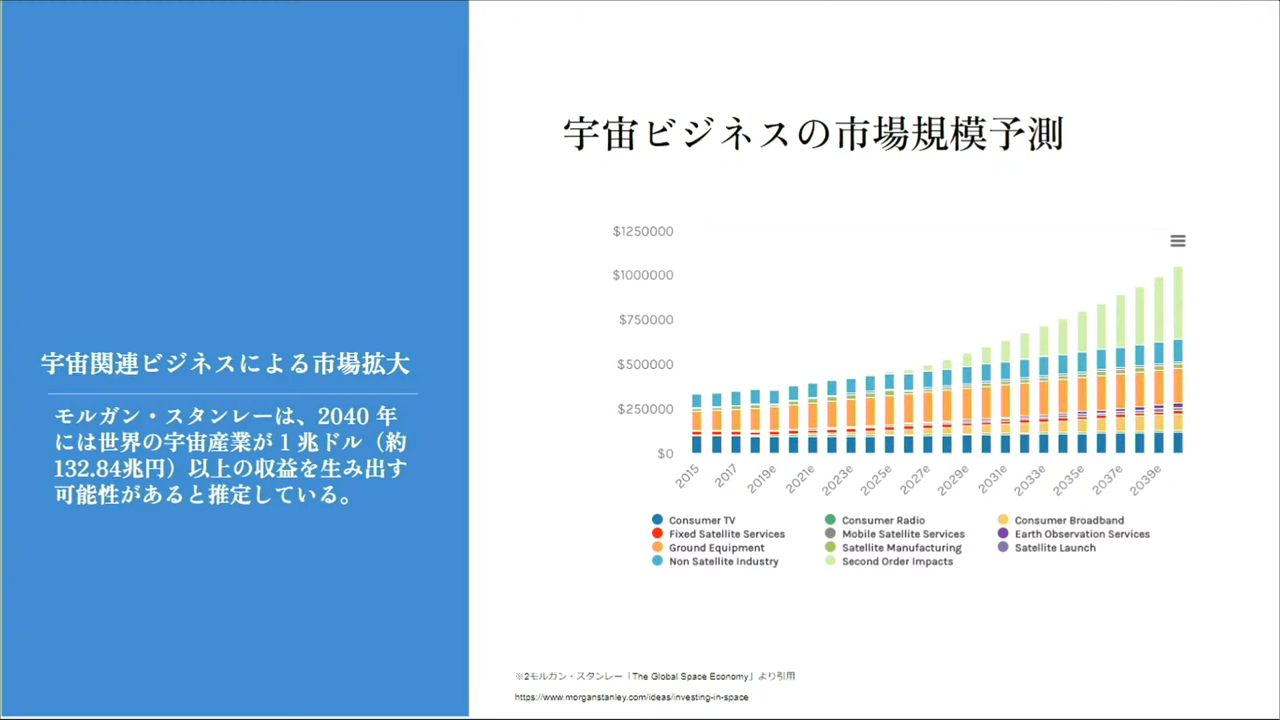 宇宙ビジネスの市場規模予測
宇宙関連ビジネスによる市場拡大
モルガン・スタンレーは、2040 年
には世界の宇宙産業が 1 兆ドル（約
132.84兆円）以上の収益を生み出す
可能性があると推定している。
$1250000
$1000000
$750000
$500000
$250000
$0
2015
2017
2019e
2021e
2023e
2025e
2027e
2029e
2031e
2033e
2035e
2037e
2039e
Consumer TV
Consumer Radio
Consumer Broadband
Fixed Satellite Services
Mobile Satellite Services
Earth Observation Services
Ground Equipment
Satellite Manufacturing
Satellite Launch
Non Satellite Industry
Second Order Impacts
※2モルガン・スタンレー「The Global Space Economy」より引用
https://www.morganstanley.com/ideas/investing-in-space